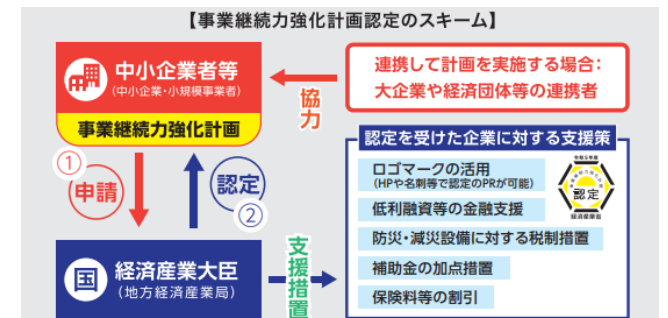 【事業継続力強化計画認定のスキーム】
中小企業者等
(中小企業・小規模事業者)
事業継続力強化計画
協力
連携して計画を実施する場合:
大企業や経済団体等の連携者
①
申請
認定
②
国
経済産業大臣
(地方経済産業局)
支援措置
認定を受けた企業に対する支援策
ロゴマークの活用
(HPや名刺等で認定のPRが可能)
低利融資等の金融支援
防災・減災設備に対する税制措置
補助金の加点措置
保険料等の割引
認定
経済産業省